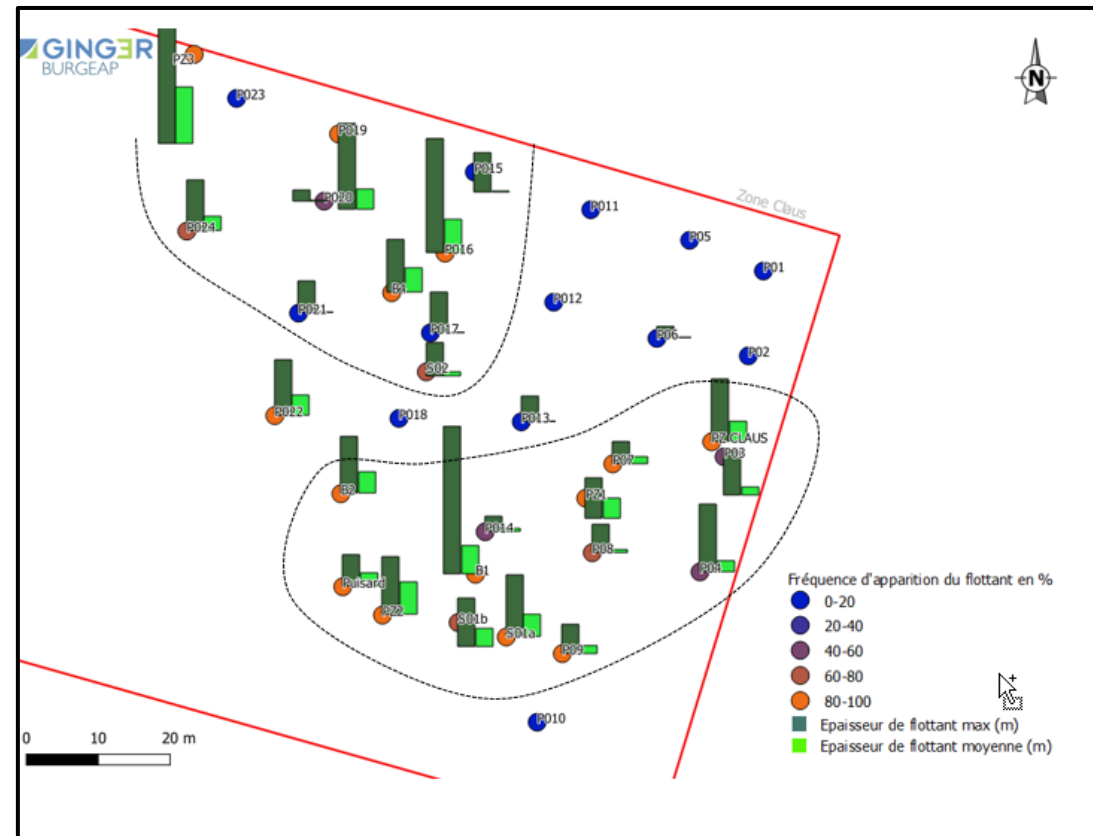 GINGER
BURGEAP
N
PZ3
P023
P019
P015
P020
P011
Zone Claus
P024
P016
P05
P01
B4
P012
P021
P017
P06
P02
S02
P022
P018
P013
PZ CLAUS
P03
P07
B2
PZ1
P014
P08
B1
P04
Puisard
PZ2
S01b
S01a
P09
P010
Fréquence d'apparition du flottant en %
0-20
20-40
40-60
60-80
80-100
Epaisseur de flottant max (m)
Epaisseur de flottant moyenne (m)
0 10 20 m